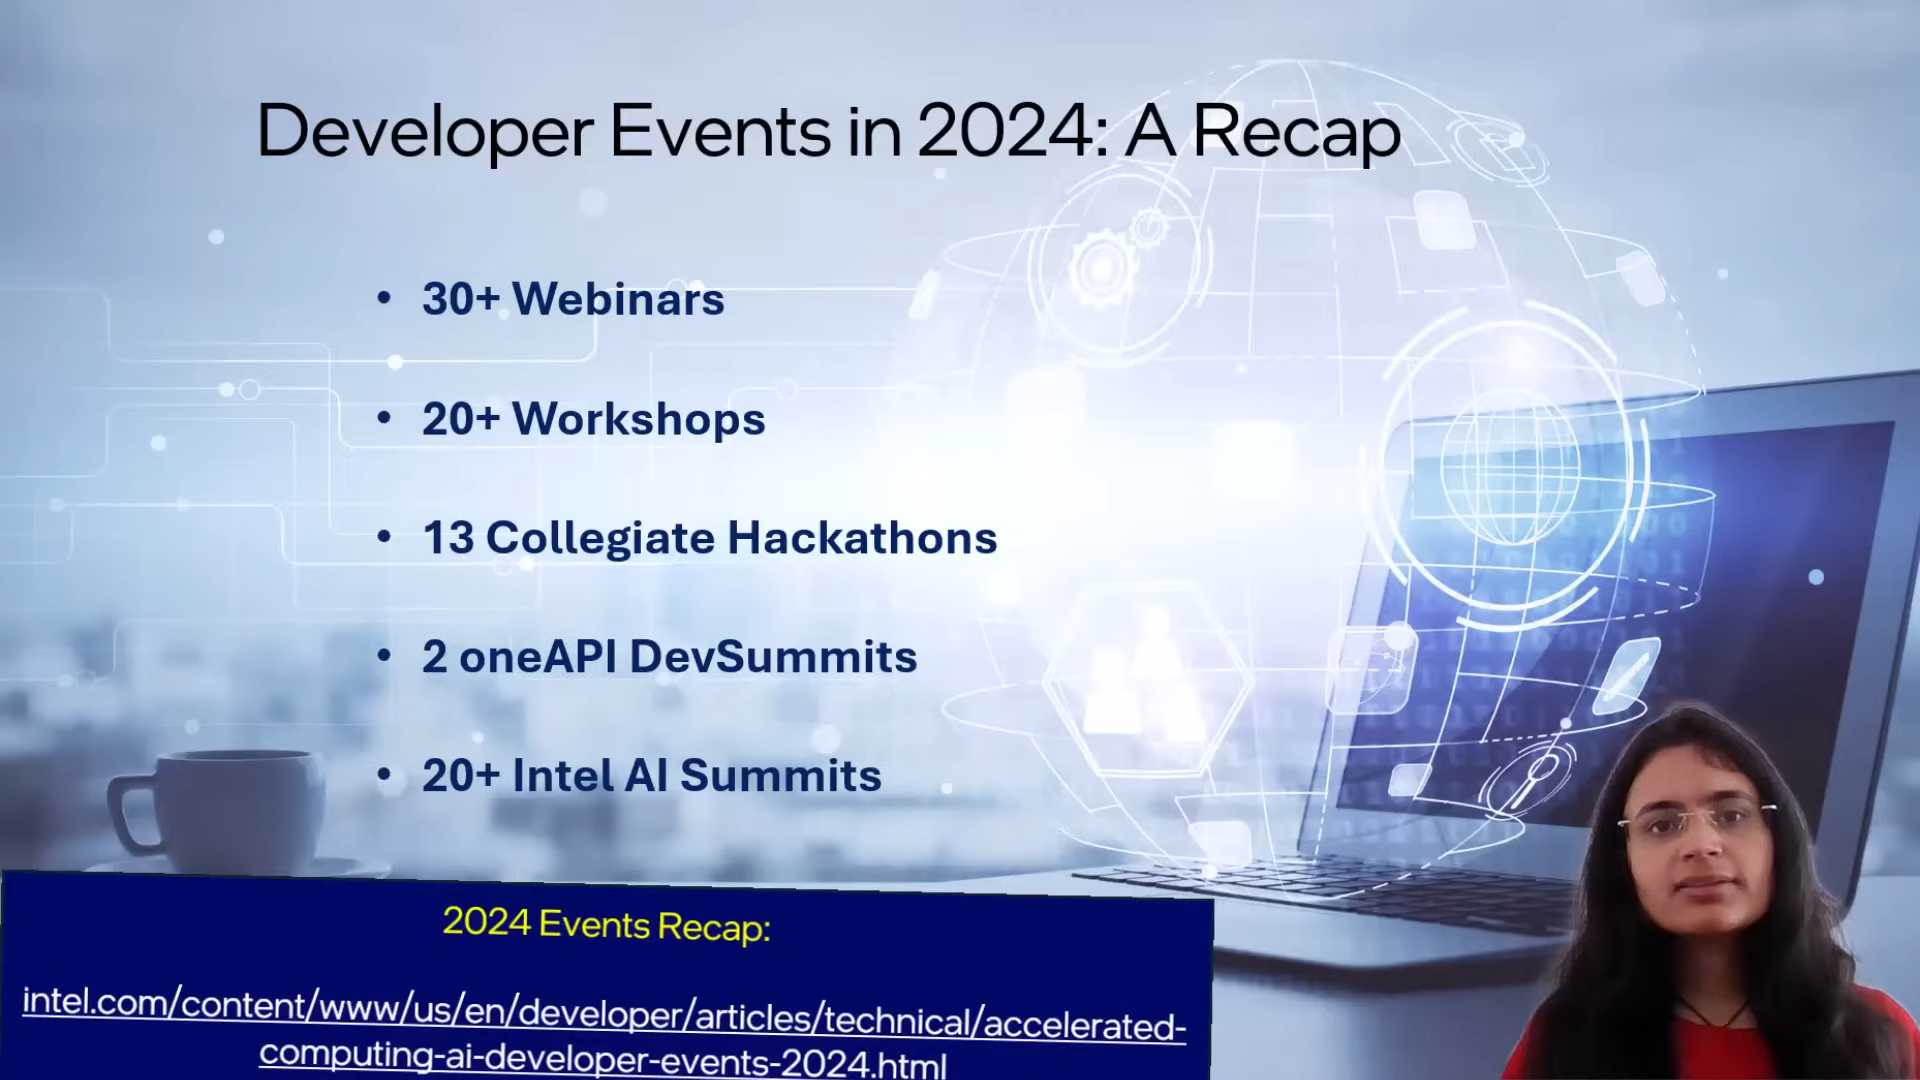 Developer Events in 2024: A Recap
• 30+ Webinars
• 20+ Workshops
• 13 Collegiate Hackathons
• 2 oneAPI DevSummits
• 20+ Intel AI Summits
2024 Events Recap:
intel.com/content/www/us/en/developer/articles/technical/accelerated-
computing-ai-developer-events-2024.html